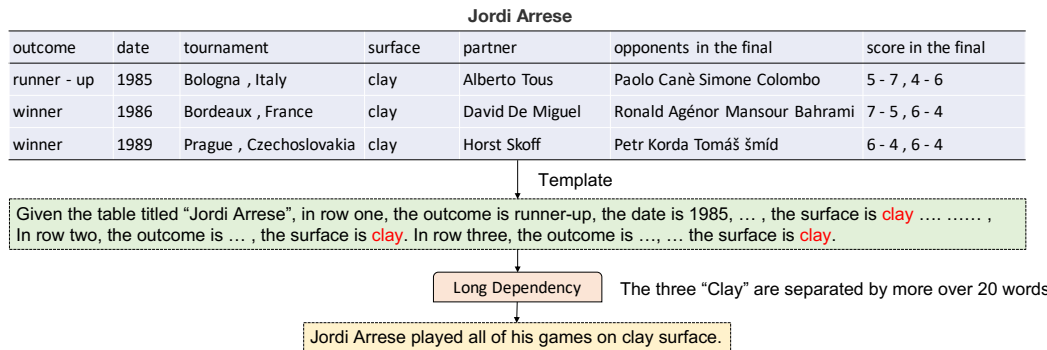 Jordi Arrese
outcome date tournament surface partner opponents in the final score in the final
runner - up 1985 Bologna , Italy clay Alberto Tous Paolo Canè Simone Colombo 5 - 7 , 4 - 6
winner 1986 Bordeaux , France clay David De Miguel Ronald Agénor Mansour Bahrami 7 - 5 , 6 - 4
winner 1989 Prague , Czechoslovakia clay Horst Skoff Petr Korda Tomáš šmíd 6 - 4 , 6 - 4
Template
Given the table titled “Jordi Arrese”, in row one, the outcome is runner-up, the date is 1985, … , the surface is clay …. …… ,
In row two, the outcome is … , the surface is clay. In row three, the outcome is …, … the surface is clay.
Long Dependency The three “Clay” are separated by more over 20 words
Jordi Arrese played all of his games on clay surface.